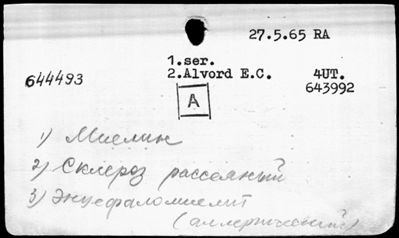 27.5.65 RA
1.ser.
644493 2.Alvord E.C. 4UT.
643992
A
1) Миелин
2) Склероз рассеянный
3) Энцефаломиелит
(аллергический)